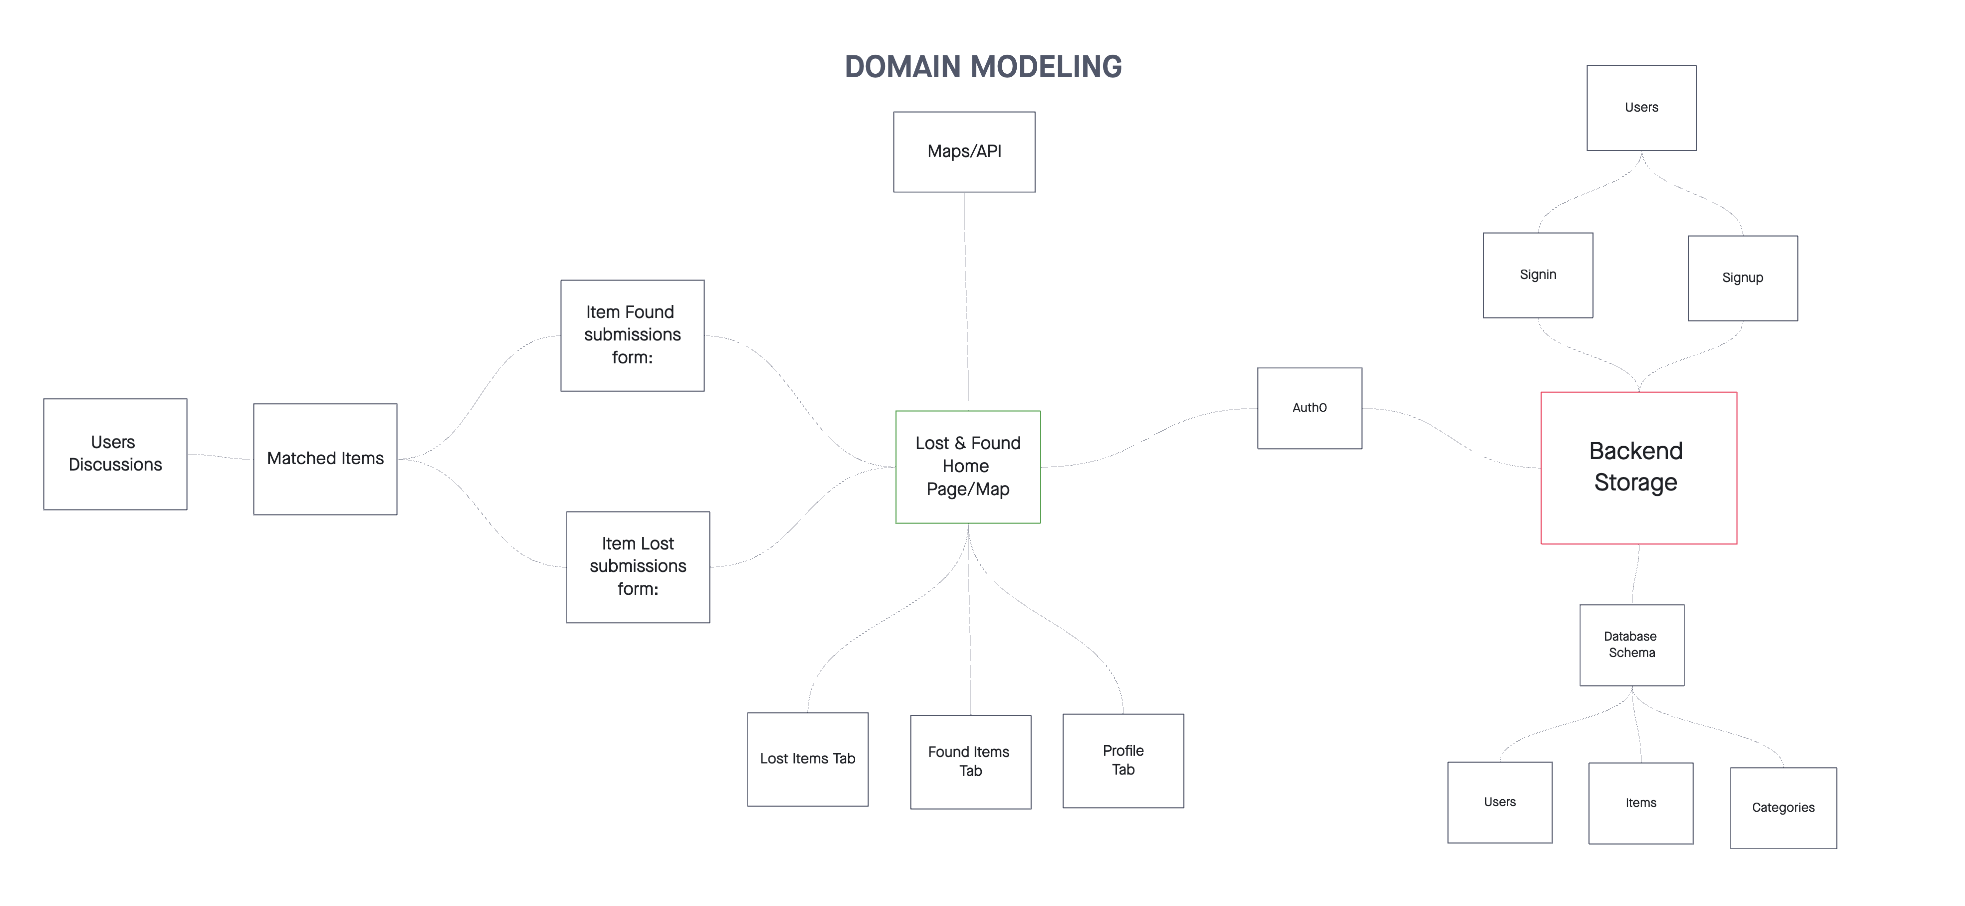 DOMAIN MODELING
Users
Maps/API
Signin
Signup
Item Found
submissions
form:
Auth0
Users
Discussions
Matched Items
Lost & Found
Home
Page/Map
Backend
Storage
Item Lost
submissions
form:
Database
Schema
Lost Items Tab
Found Items
Tab
Profile
Tab
Users
Items
Categories